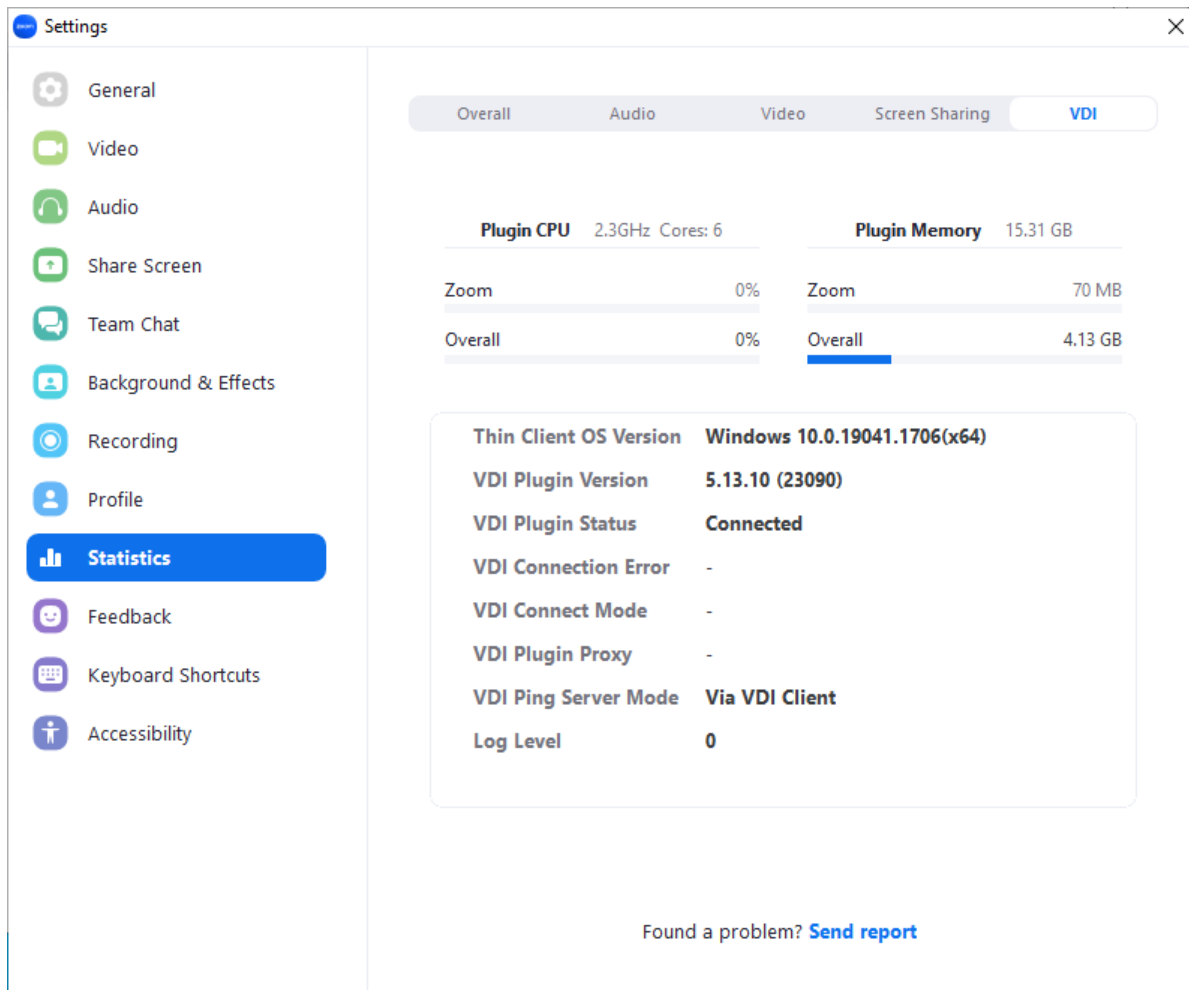 zoom Settings
General
Video
Audio
Share Screen
Team Chat
Background & Effects
Recording
Profile
Statistics
Feedback
Keyboard Shortcuts
Accessibility
Overall Audio Video Screen Sharing VDI
Plugin CPU 2.3GHz Cores: 6 Plugin Memory 15.31 GB
Zoom 0% Zoom 70 MB
Overall 0% Overall 4.13 GB
Thin Client OS Version Windows 10.0.19041.1706(x64)
VDI Plugin Version 5.13.10 (23090)
VDI Plugin Status Connected
VDI Connection Error -
VDI Connect Mode -
VDI Plugin Proxy -
VDI Ping Server Mode Via VDI Client
Log Level 0
Found a problem? Send report